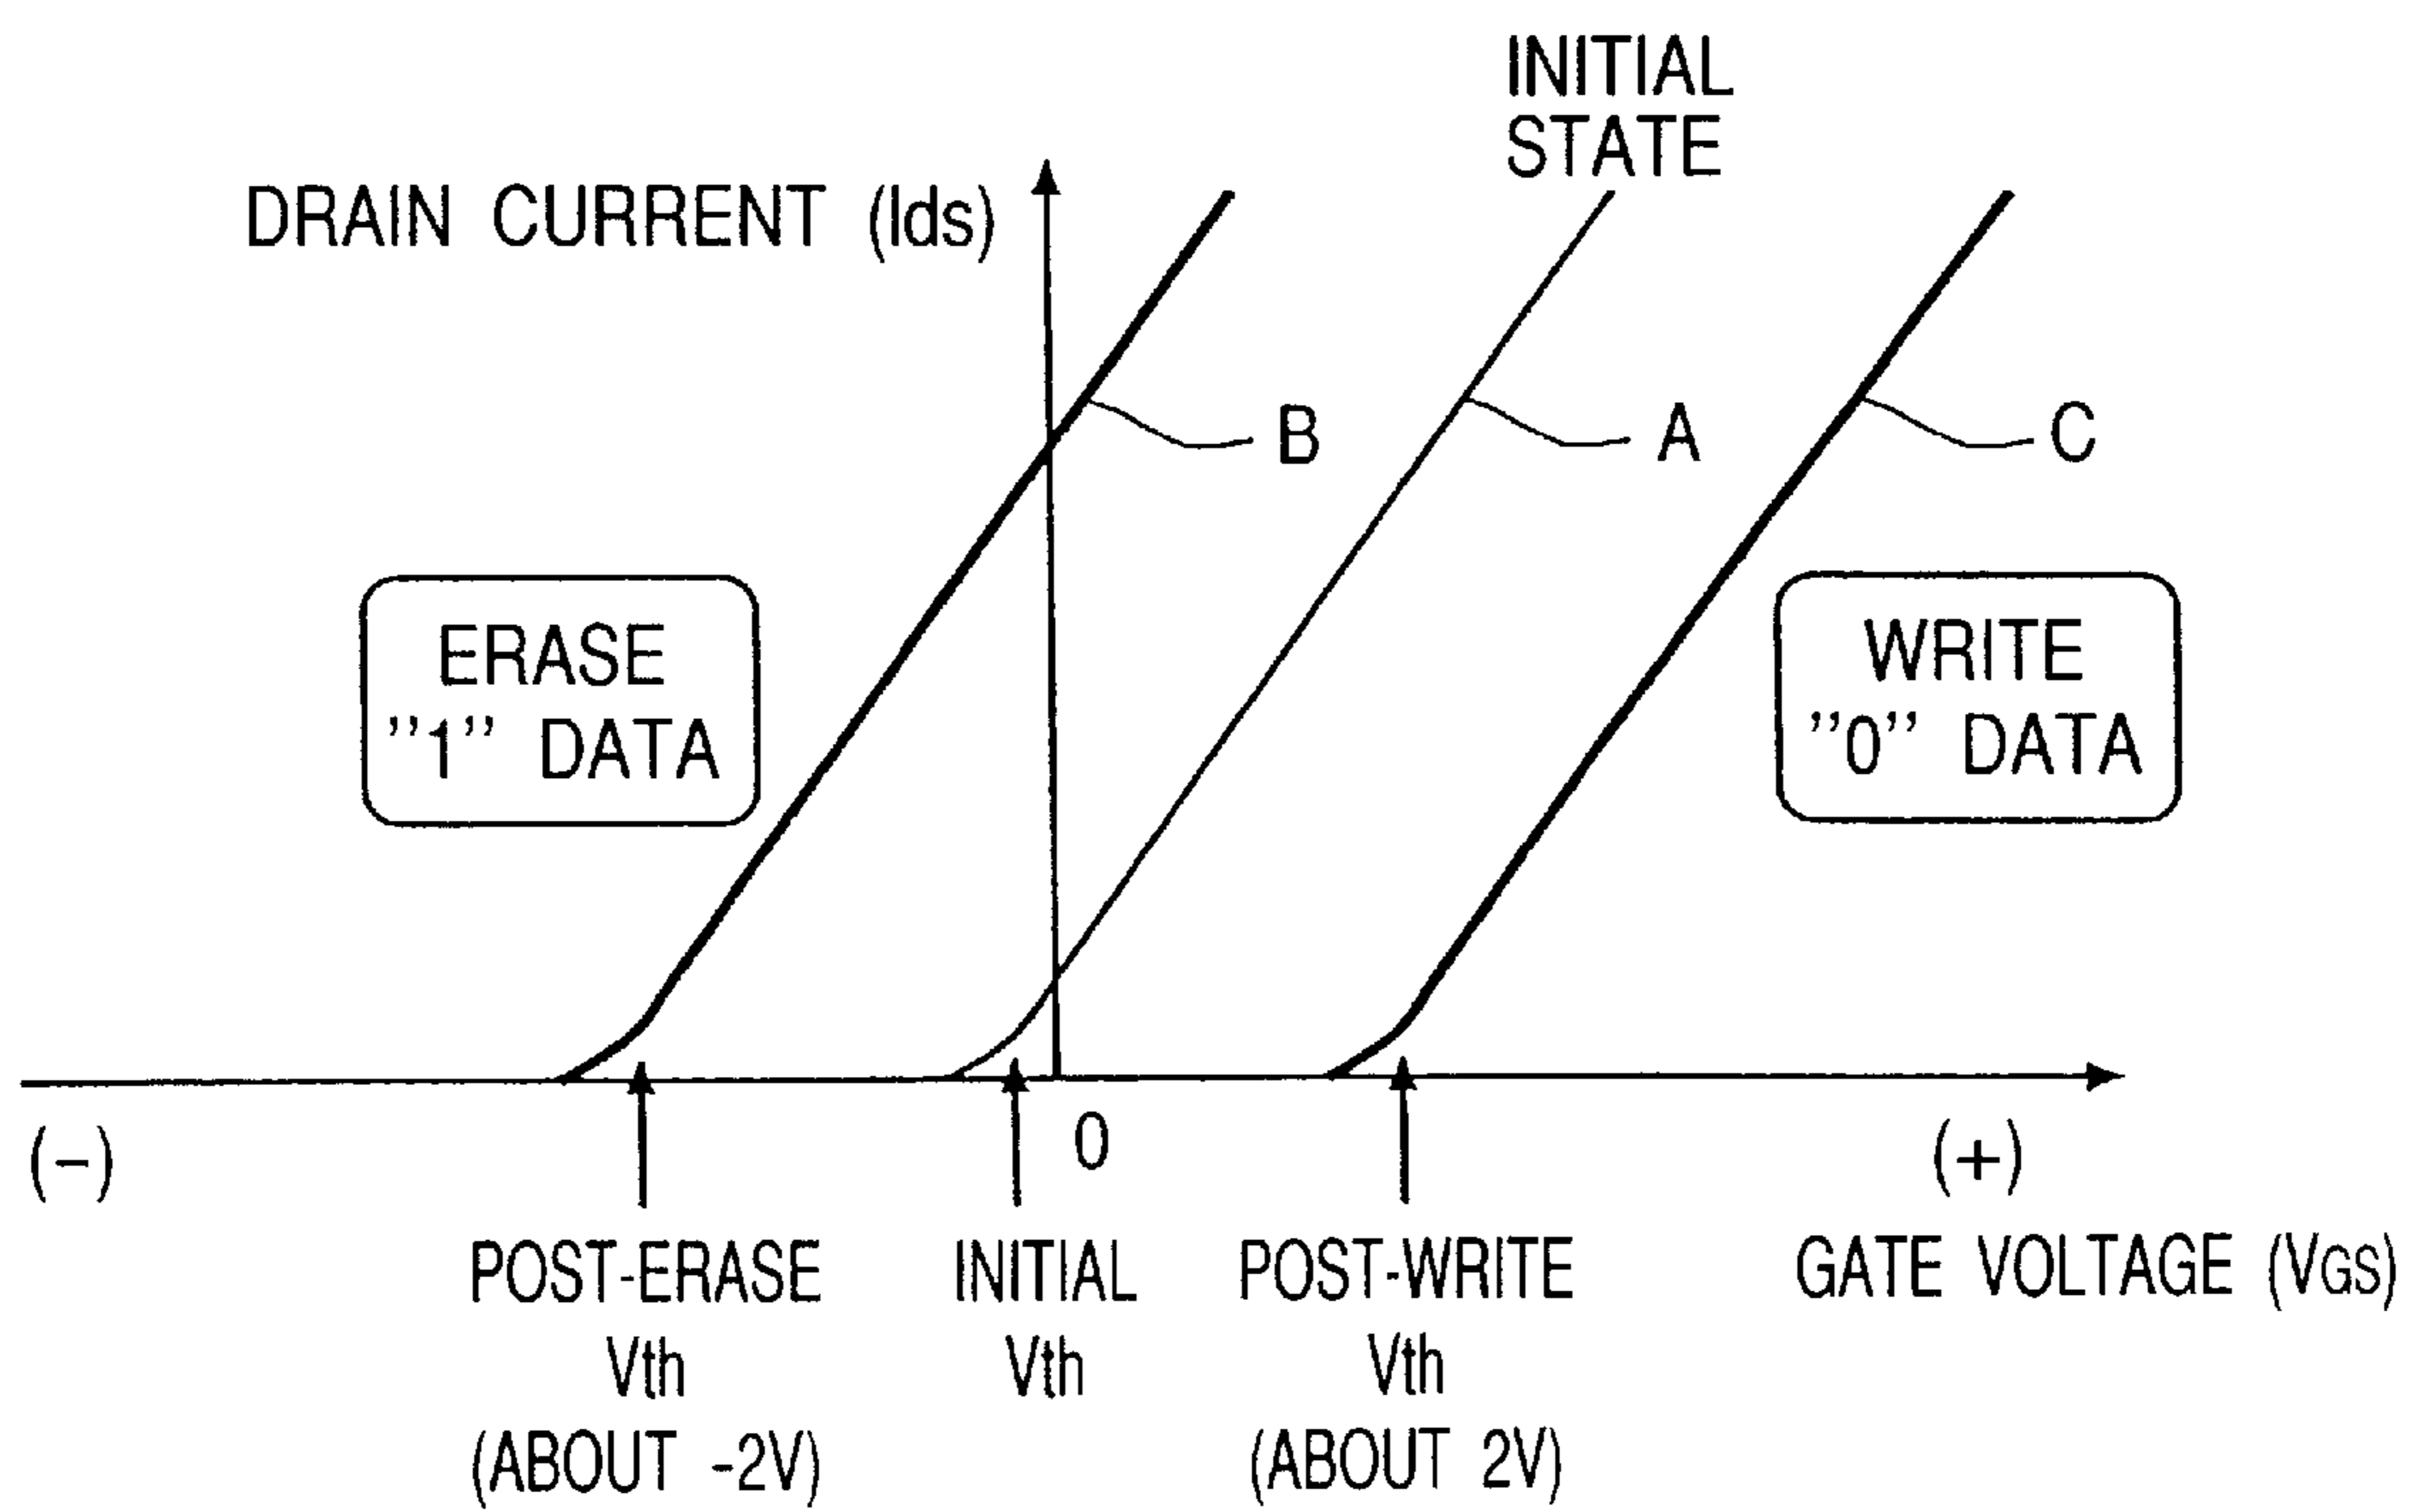 INITIAL
STATE
DRAIN CURRENT (Ids)
B
A
C
ERASE
"1" DATA
WRITE
"0" DATA
(-)
0
(+)
POST-ERASE
Vth
(ABOUT -2V)
INITIAL
Vth
POST-WRITE
Vth
(ABOUT 2V)
GATE VOLTAGE (VGS)